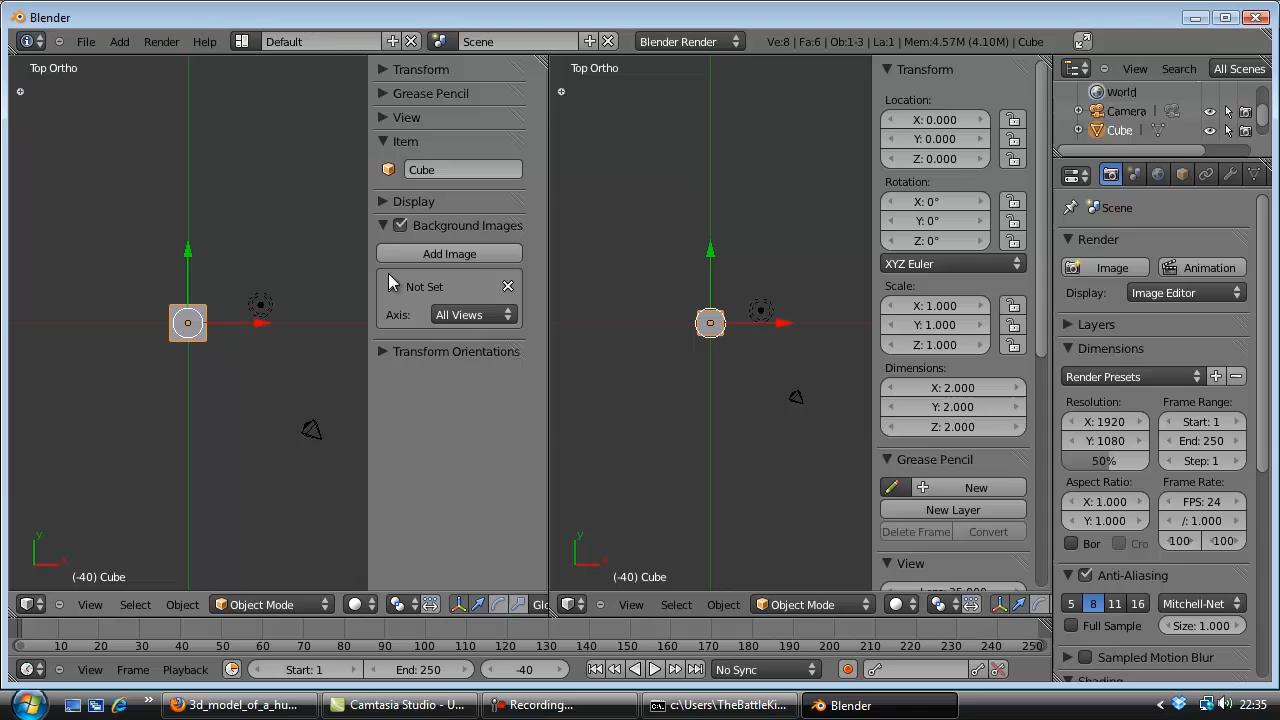 Blender
File Add Render Help Default Scene Blender Render Ve:8 | Fa:6 | Ob:1-3 | La:1 | Mem:4.57M (4.10M) | Cube
Top Ortho
Transform
Grease Pencil
View
Item
Cube
Display
Background Images
Add Image
Not Set
Axis: All Views
Transform Orientations
y
x
(-40) Cube
View Select Object Object Mode Glo
Top Ortho
Transform
Location:
X: 0.000
Y: 0.000
Z: 0.000
Rotation:
X: 0°
Y: 0°
Z: 0°
XYZ Euler
Scale:
X: 1.000
Y: 1.000
Z: 1.000
Dimensions:
X: 2.000
Y: 2.000
Z: 2.000
Grease Pencil
New
New Layer
Delete Frame Convert
View
y
x
(-40) Cube
View Select Object Object Mode
View Search All Scenes
World
Camera
Cube
Scene
Render
Image Animation
Display: Image Editor
Layers
Dimensions
Render Presets
Resolution: Frame Range:
X: 1920 Start: 1
Y: 1080 End: 250
50% Step: 1
Aspect Ratio: Frame Rate:
X: 1.000 FPS: 24
Y: 1.000 /: 1.000
Bor Cro 100 100
Anti-Aliasing
5 8 11 16 Mitchell-Net
Full Sample Size: 1.000
Sampled Motion Blur
10 20 30 40 50 60 70 80 90 100 110 120 130 140 150 160 170 180 190 200 210 220 230 240 250
View Frame Playback Start: 1 End: 250 -40 No Sync
3d_model_of_a_hu... Camtasia Studio - U... Recording... c:\Users\TheBattleKi... Blender 22:35